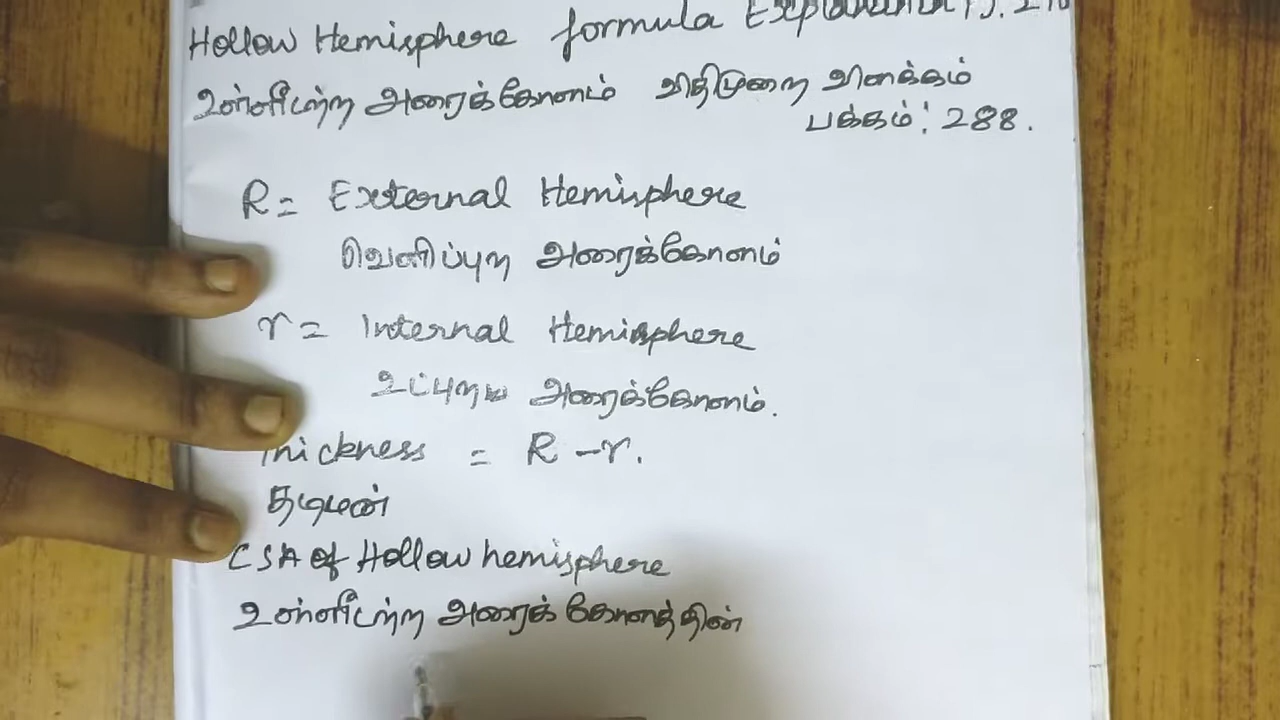 Hollow Hemisphere formula Explanation
உள்ளீடற்ற அரைக்கோளம் விதிமுறை விளக்கம்
பக்கம்: 288.
R = External Hemisphere
வெளிப்புற அரைக்கோளம்
r = Internal Hemisphere
உட்புற அரைக்கோளம்.
Thickness = R - r.
தடிமன்
CSA of Hollow hemisphere
உள்ளீடற்ற அரைக் கோளத்தின்